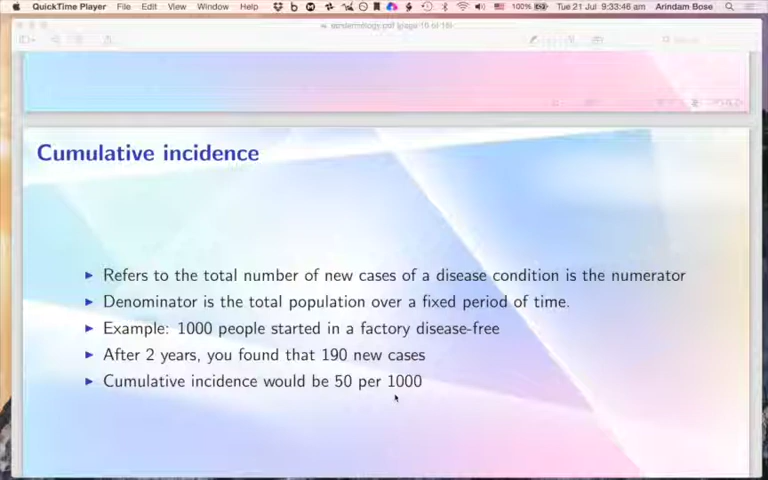 QuickTime Player File Edit View Window Help 100% Tue 21 Jul 9:33:46 am Arindam Bose
Cumulative incidence
Refers to the total number of new cases of a disease condition is the numerator
Denominator is the total population over a fixed period of time.
Example: 1000 people started in a factory disease-free
After 2 years, you found that 190 new cases
Cumulative incidence would be 50 per 1000